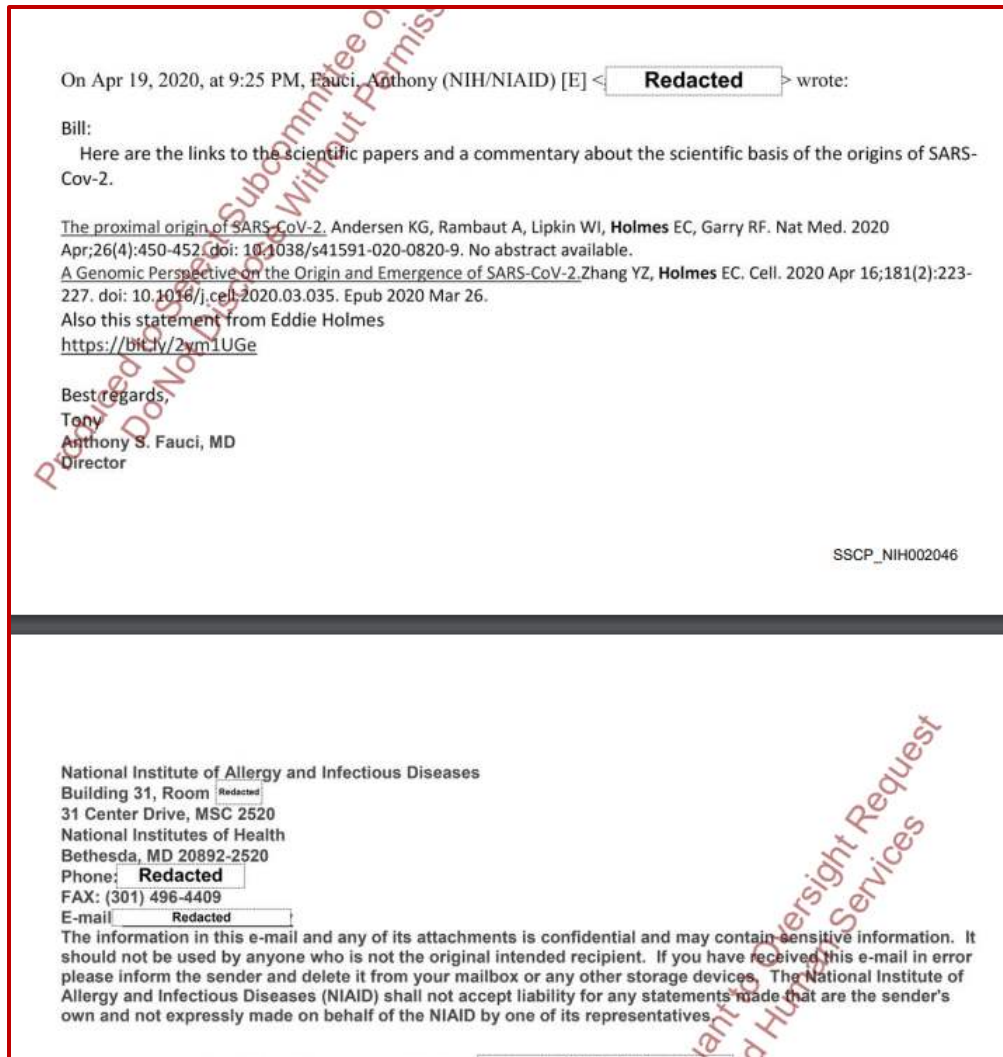 On Apr 19, 2020, at 9:25 PM, Fauci, Anthony (NIH/NIAID) [E] < Redacted > wrote:
Bill:
Here are the links to the scientific papers and a commentary about the scientific basis of the origins of SARS-
Cov-2.
The proximal origin of SARS-CoV-2. Andersen KG, Rambaut A, Lipkin WI, Holmes EC, Garry RF. Nat Med. 2020
Apr;26(4):450-452. doi: 10.1038/s41591-020-0820-9. No abstract available.
A Genomic Perspective on the Origin and Emergence of SARS-CoV-2.Zhang YZ, Holmes EC. Cell. 2020 Apr 16;181(2):223-
227. doi: 10.1016/j.cell.2020.03.035. Epub 2020 Mar 26.
Also this statement from Eddie Holmes
https://bit.ly/2ym1UGe
Best regards,
Tony
Anthony S. Fauci, MD
Director
Produced to Select Subcommittee
Do Not Disclose Without
SSCP_NIH002046
National Institute of Allergy and Infectious Diseases
Building 31, Room Redacted
31 Center Drive, MSC 2520
National Institutes of Health
Bethesda, MD 20892-2520
Phone: Redacted
FAX: (301) 496-4409
E-mail Redacted
The information in this e-mail and any of its attachments is confidential and may contain sensitive information. It
should not be used by anyone who is not the original intended recipient. If you have received this e-mail in error
please inform the sender and delete it from your mailbox or any other storage devices. The National Institute of
Allergy and Infectious Diseases (NIAID) shall not accept liability for any statements made that are the sender's
own and not expressly made on behalf of the NIAID by one of its representatives.
to Oversight Request
Human Services